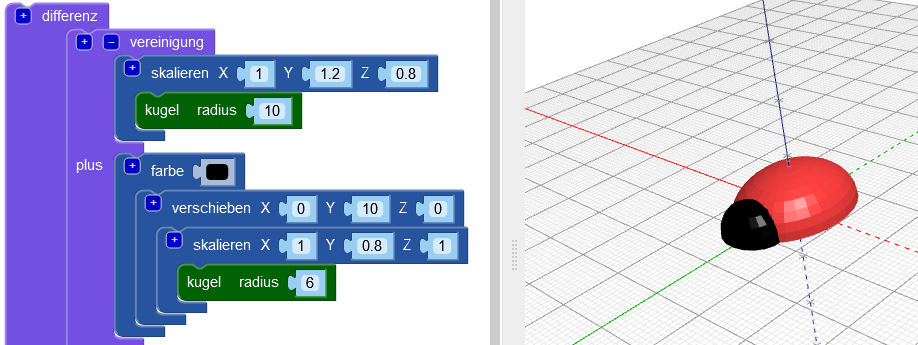 + differenz
+ − vereinigung
+ skalieren X 1 Y 1.2 Z 0.8
kugel radius 10
plus + farbe
+ verschieben X 0 Y 10 Z 0
+ skalieren X 1 Y 0.8 Z 1
kugel radius 6